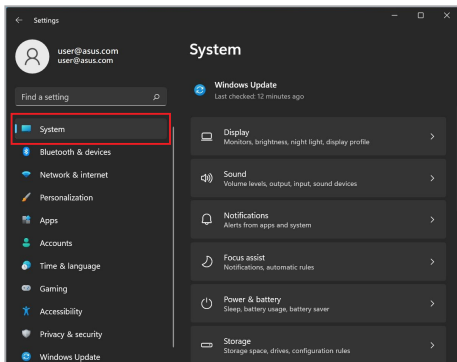 Settings
user@asus.com
user@asus.com
Find a setting
System
Bluetooth & devices
Network & internet
Personalization
Apps
Accounts
Time & language
Gaming
Accessibility
Privacy & security
Windows Update
System
Windows Update
Last checked: 12 minutes ago
Display
Monitors, brightness, night light, display profile
Sound
Volume levels, output, input, sound devices
Notifications
Alerts from apps and system
Focus assist
Notifications, automatic rules
Power & battery
Sleep, battery usage, battery saver
Storage
Storage space, drives, configuration rules